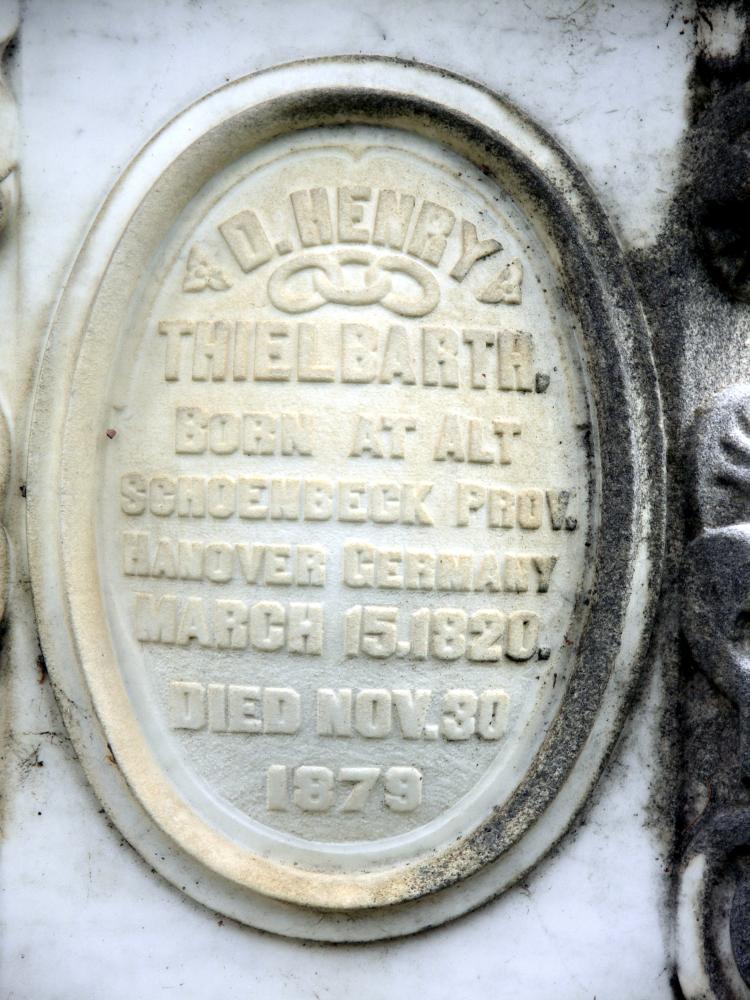 D. HENRY
THIELBARTH.
BORN AT ALT
SCHOENBECK PROV.
HANOVER GERMANY
MARCH 15.1820.
DIED NOV.30
1879